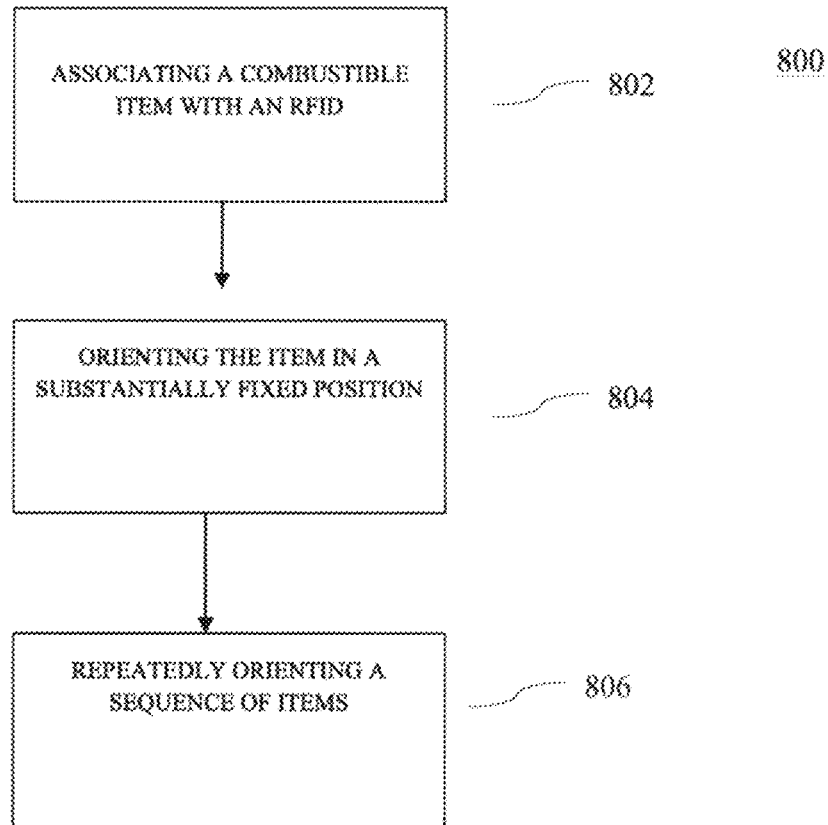 800
ASSOCIATING A COMBUSTIBLE
ITEM WITH AN RFID
802
ORIENTING THE ITEM IN A
SUBSTANTIALLY FIXED POSITION
804
REPEATEDLY ORIENTING A
SEQUENCE OF ITEMS
806